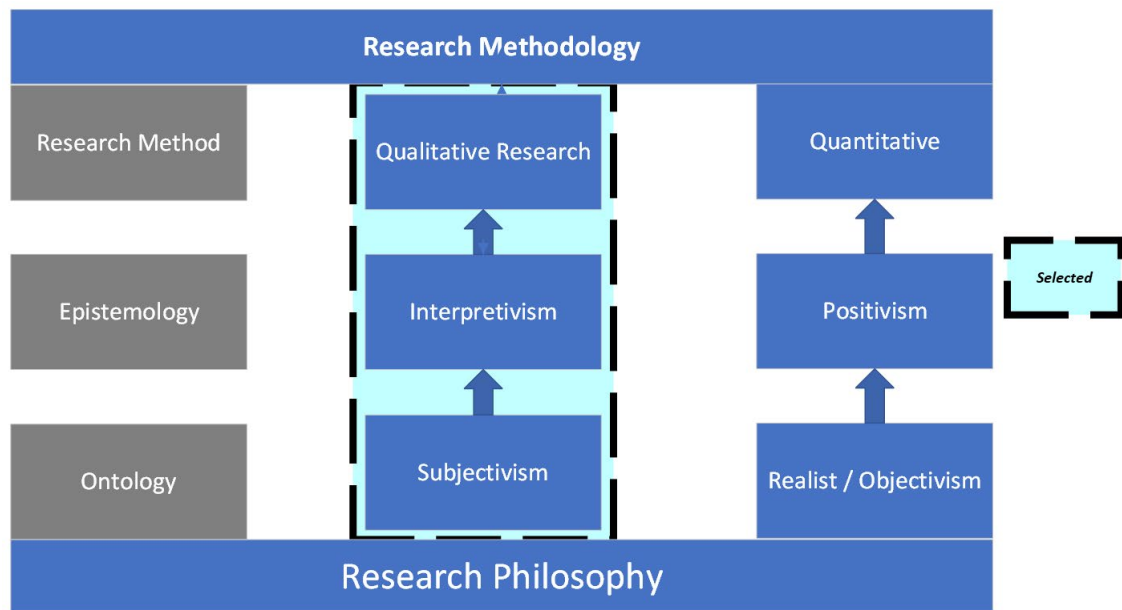 Research Methodology
Research Method
Qualitative Research
Quantitative
Epistemology
Interpretivism
Positivism
Selected
Ontology
Subjectivism
Realist / Objectivism
Research Philosophy